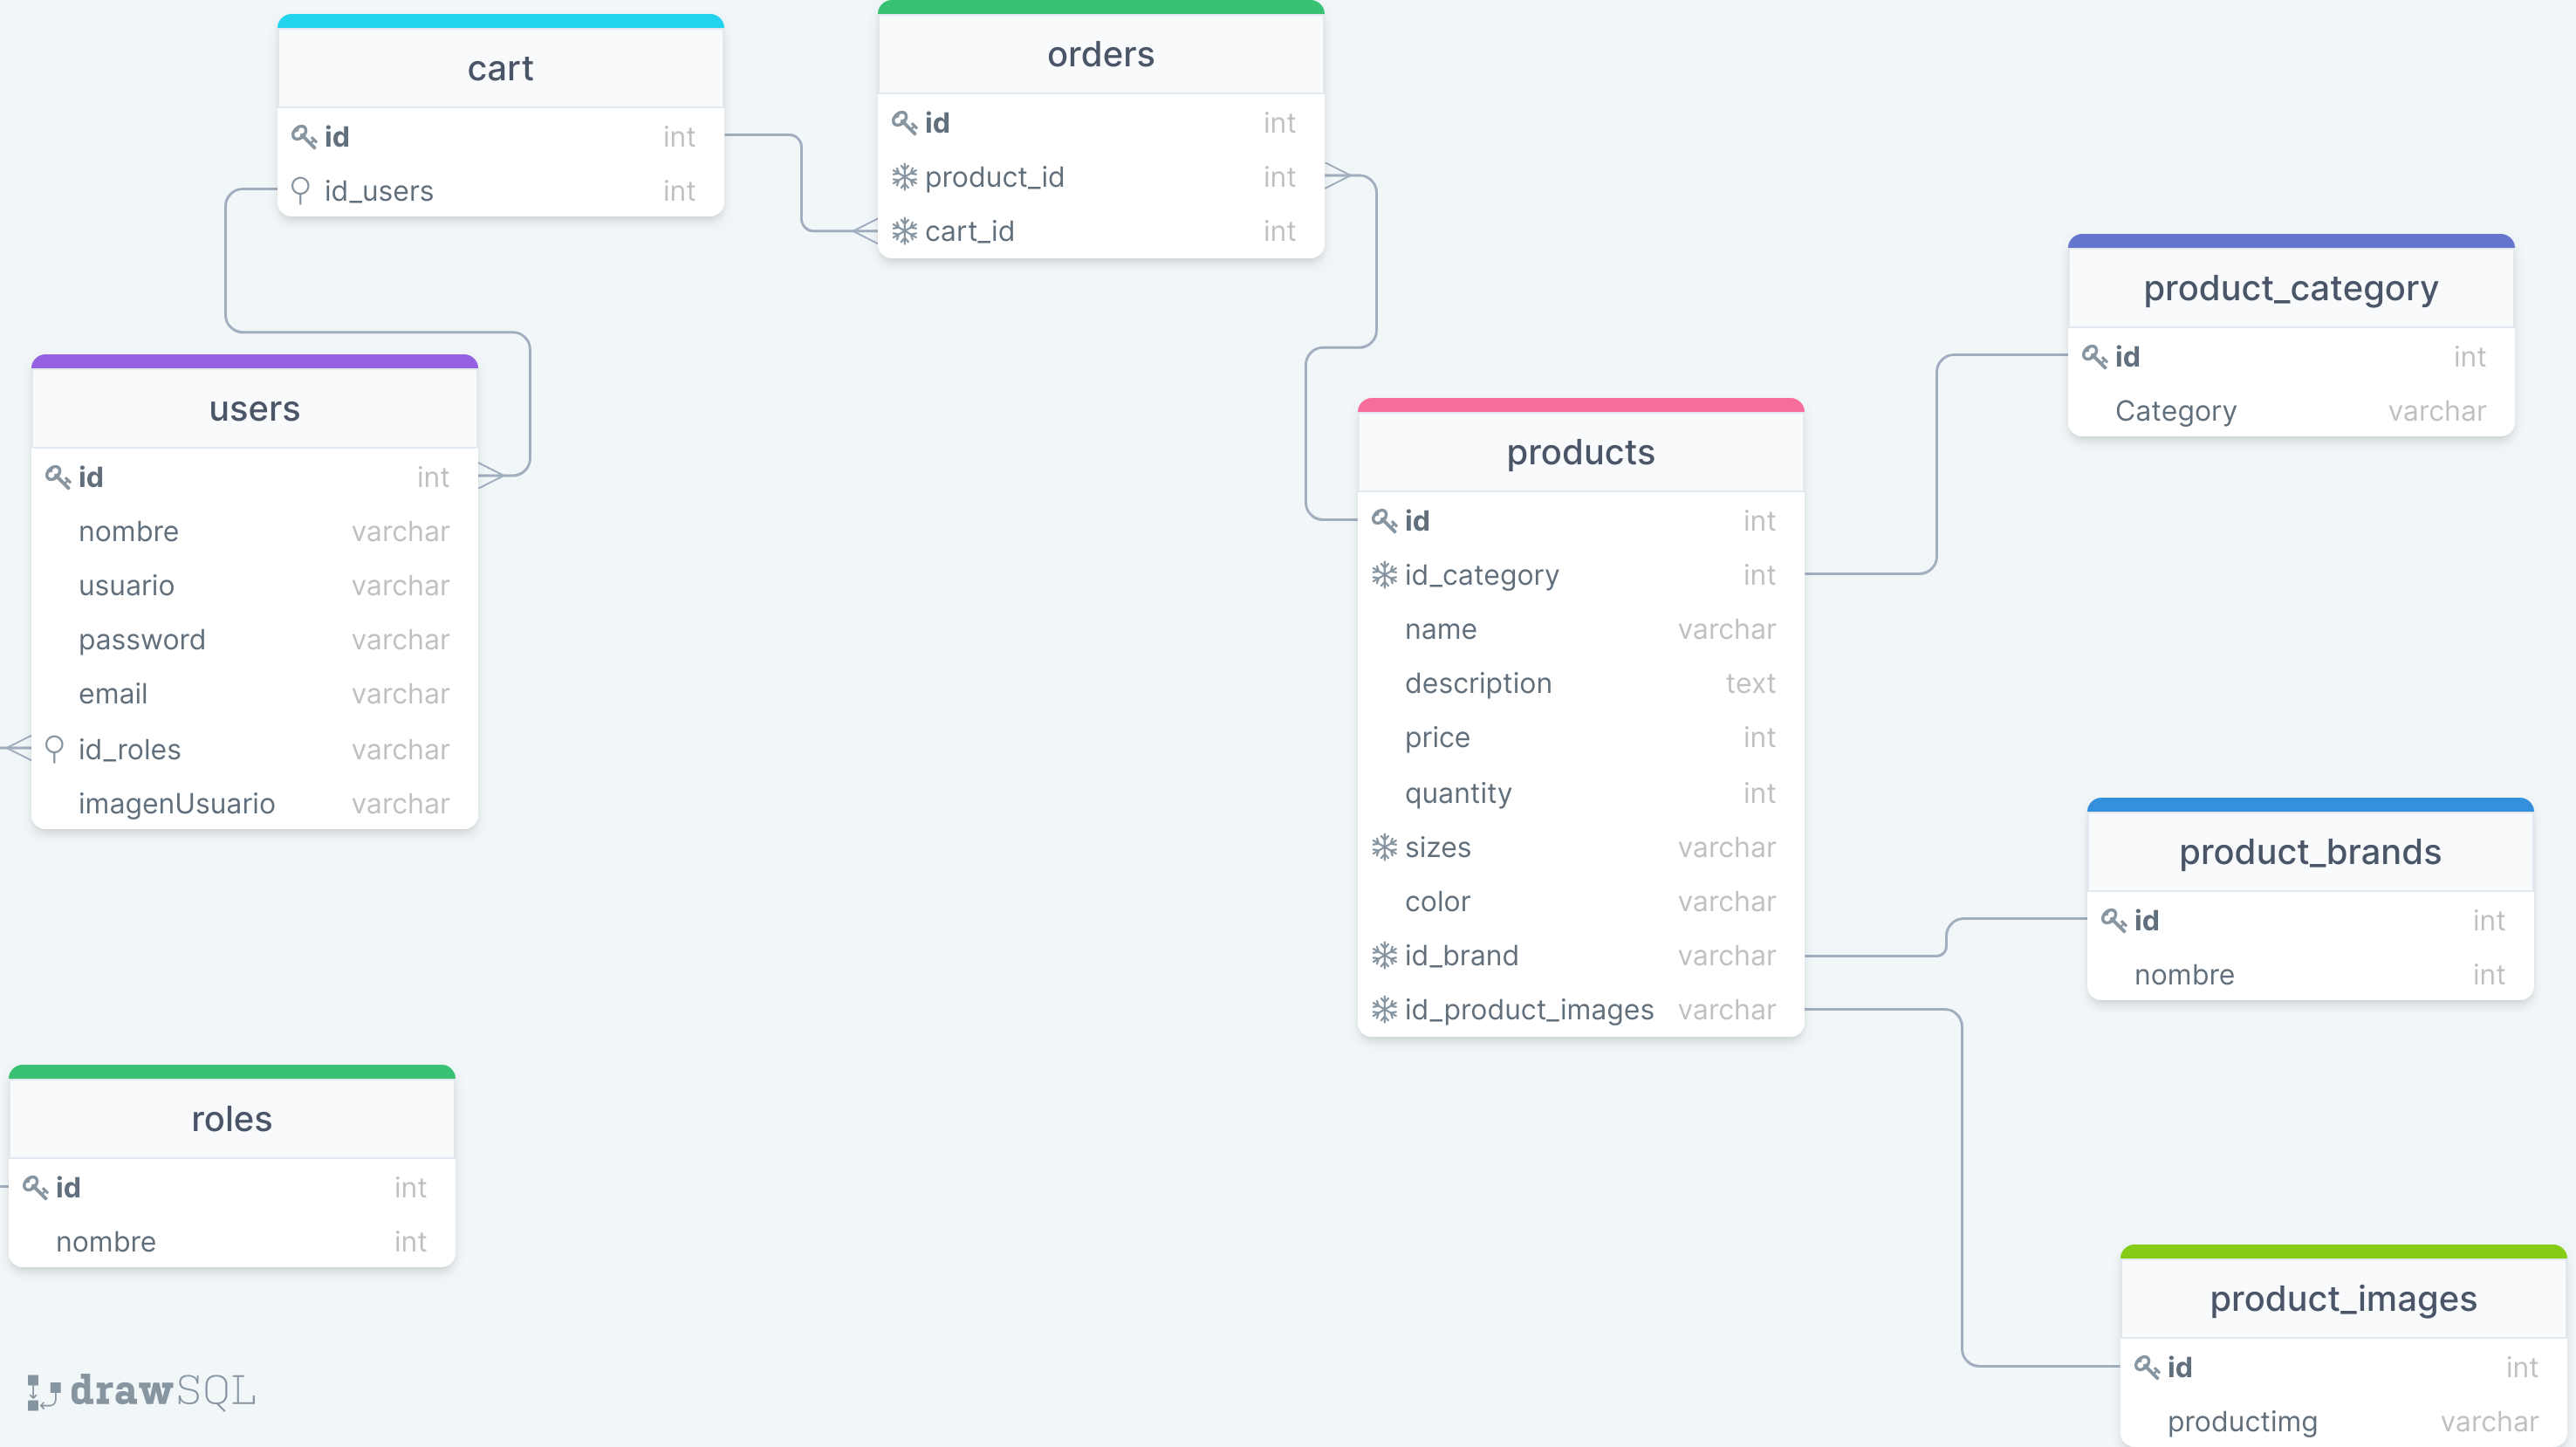 cart
id int
id_users int
orders
id int
product_id int
cart_id int
product_category
id int
Category varchar
users
id int
nombre varchar
usuario varchar
password varchar
email varchar
id_roles varchar
imagenUsuario varchar
products
id int
id_category int
name varchar
description text
price int
quantity int
sizes varchar
color varchar
id_brand varchar
id_product_images varchar
product_brands
id int
nombre int
roles
id int
nombre int
product_images
id int
productimg varchar
drawSQL